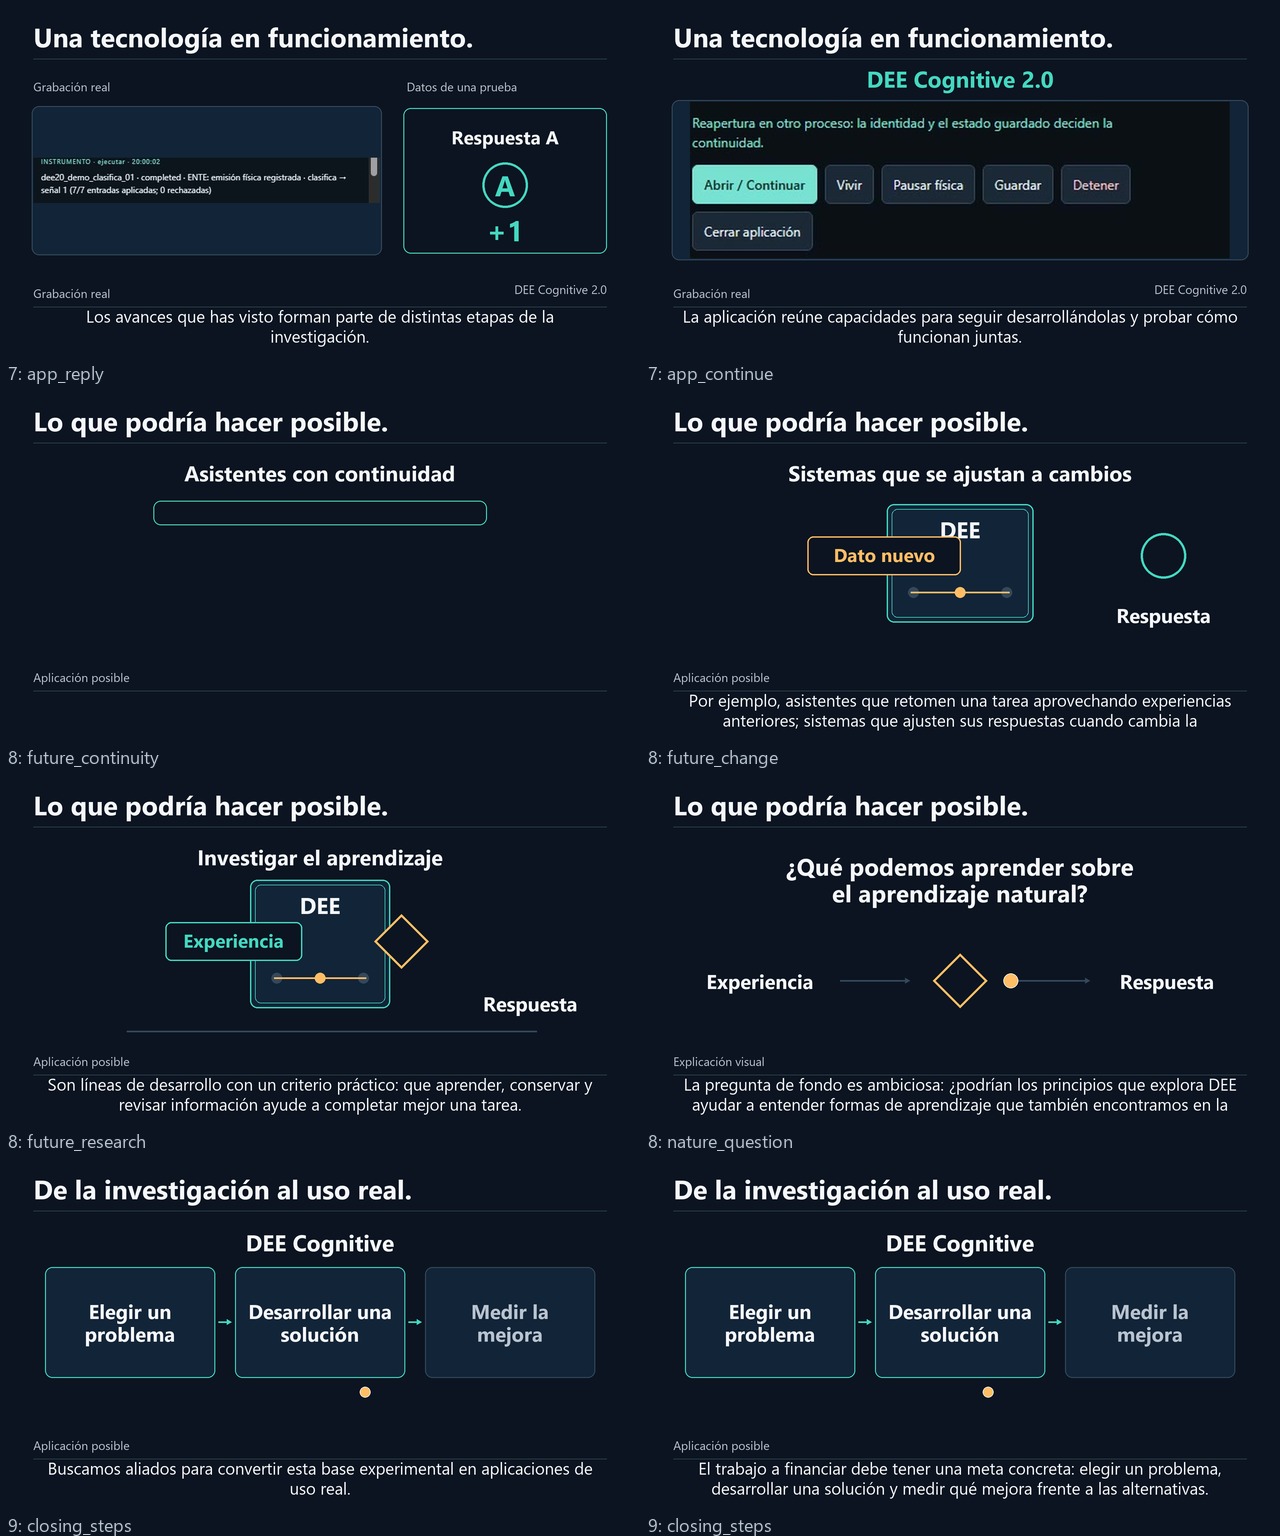 Una tecnología en funcionamiento.
Grabación real
Datos de una prueba
INSTRUMENTO · ejecutar · 20:00:02
dee20_demo_clasifica_01 · completed · ENTE: emisión física registrada · clasifica →
señal 1 (7/7 entradas aplicadas; 0 rechazadas)
Respuesta A
A
+1
DEE Cognitive 2.0
Grabación real
Los avances que has visto forman parte de distintas etapas de la
investigación.
7: app_reply
Una tecnología en funcionamiento.
DEE Cognitive 2.0
Reapertura en otro proceso: la identidad y el estado guardado deciden la
continuidad.
Abrir / Continuar
Vivir
Pausar física
Guardar
Detener
Cerrar aplicación
DEE Cognitive 2.0
Grabación real
La aplicación reúne capacidades para seguir desarrollándolas y probar cómo
funcionan juntas.
7: app_continue
Lo que podría hacer posible.
Asistentes con continuidad
Aplicación posible
8: future_continuity
Lo que podría hacer posible.
Sistemas que se ajustan a cambios
DEE
Dato nuevo
Respuesta
Aplicación posible
Por ejemplo, asistentes que retomen una tarea aprovechando experiencias
anteriores; sistemas que ajusten sus respuestas cuando cambia la
8: future_change
Lo que podría hacer posible.
Investigar el aprendizaje
DEE
Experiencia
Respuesta
Aplicación posible
Son líneas de desarrollo con un criterio práctico: que aprender, conservar y
revisar información ayude a completar mejor una tarea.
8: future_research
Lo que podría hacer posible.
¿Qué podemos aprender sobre
el aprendizaje natural?
Experiencia
Respuesta
Explicación visual
La pregunta de fondo es ambiciosa: ¿podrían los principios que explora DEE
ayudar a entender formas de aprendizaje que también encontramos en la
8: nature_question
De la investigación al uso real.
DEE Cognitive
Elegir un
problema
Desarrollar una
solución
Medir la
mejora
Aplicación posible
Buscamos aliados para convertir esta base experimental en aplicaciones de
uso real.
9: closing_steps
De la investigación al uso real.
DEE Cognitive
Elegir un
problema
Desarrollar una
solución
Medir la
mejora
Aplicación posible
El trabajo a financiar debe tener una meta concreta: elegir un problema,
desarrollar una solución y medir qué mejora frente a las alternativas.
9: closing_steps